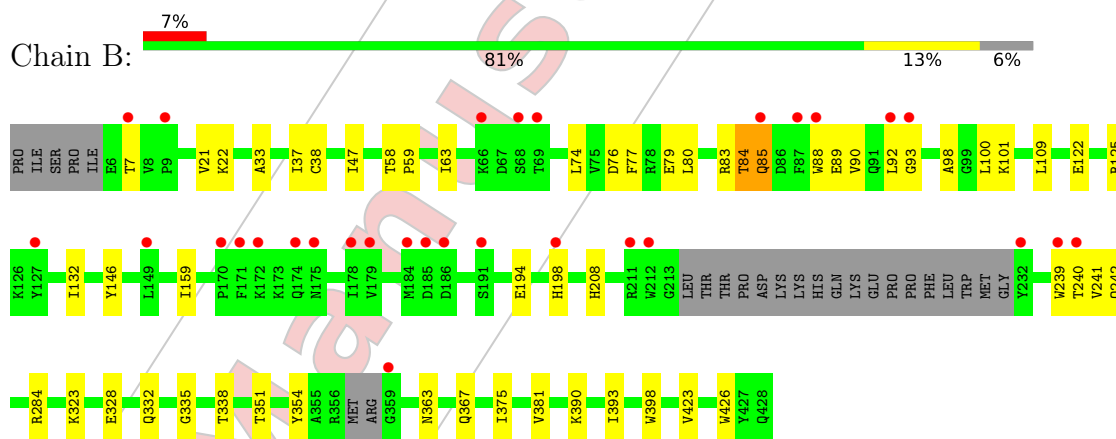 7%
Chain B:
81% 13% 6%
PRO ILE SER PRO ILE E6 T7 V8 P9 V21 K22 A33 I37 C38 I47 T58 P59 I63 K66 D67 S68 T69 L74 V75 D76 F77 R78 E79 L80 R83 T84 Q85 D86 F87 W88 E89 V90 Q91 L92 G93 A98 G99 L100 K101 L109 E122
K126 Y127 I132 Y146 L149 I159 P170 F171 K172 K173 Q174 N175 I178 V179 M184 D185 D186 S191 E194 H198 H208 R211 W212 G213 LEU THR THR PRO ASP LYS LYS HIS GLN LYS GLU PRO PRO PHE LEU TRP MET GLY Y232 W239 T240 V241
R284 K323 E328 Q332 G335 T338 T351 Y354 A355 R356 MET ARG G359 N363 Q367 I375 V381 K390 I393 W398 V423 W426 Y427 Q428
Manus